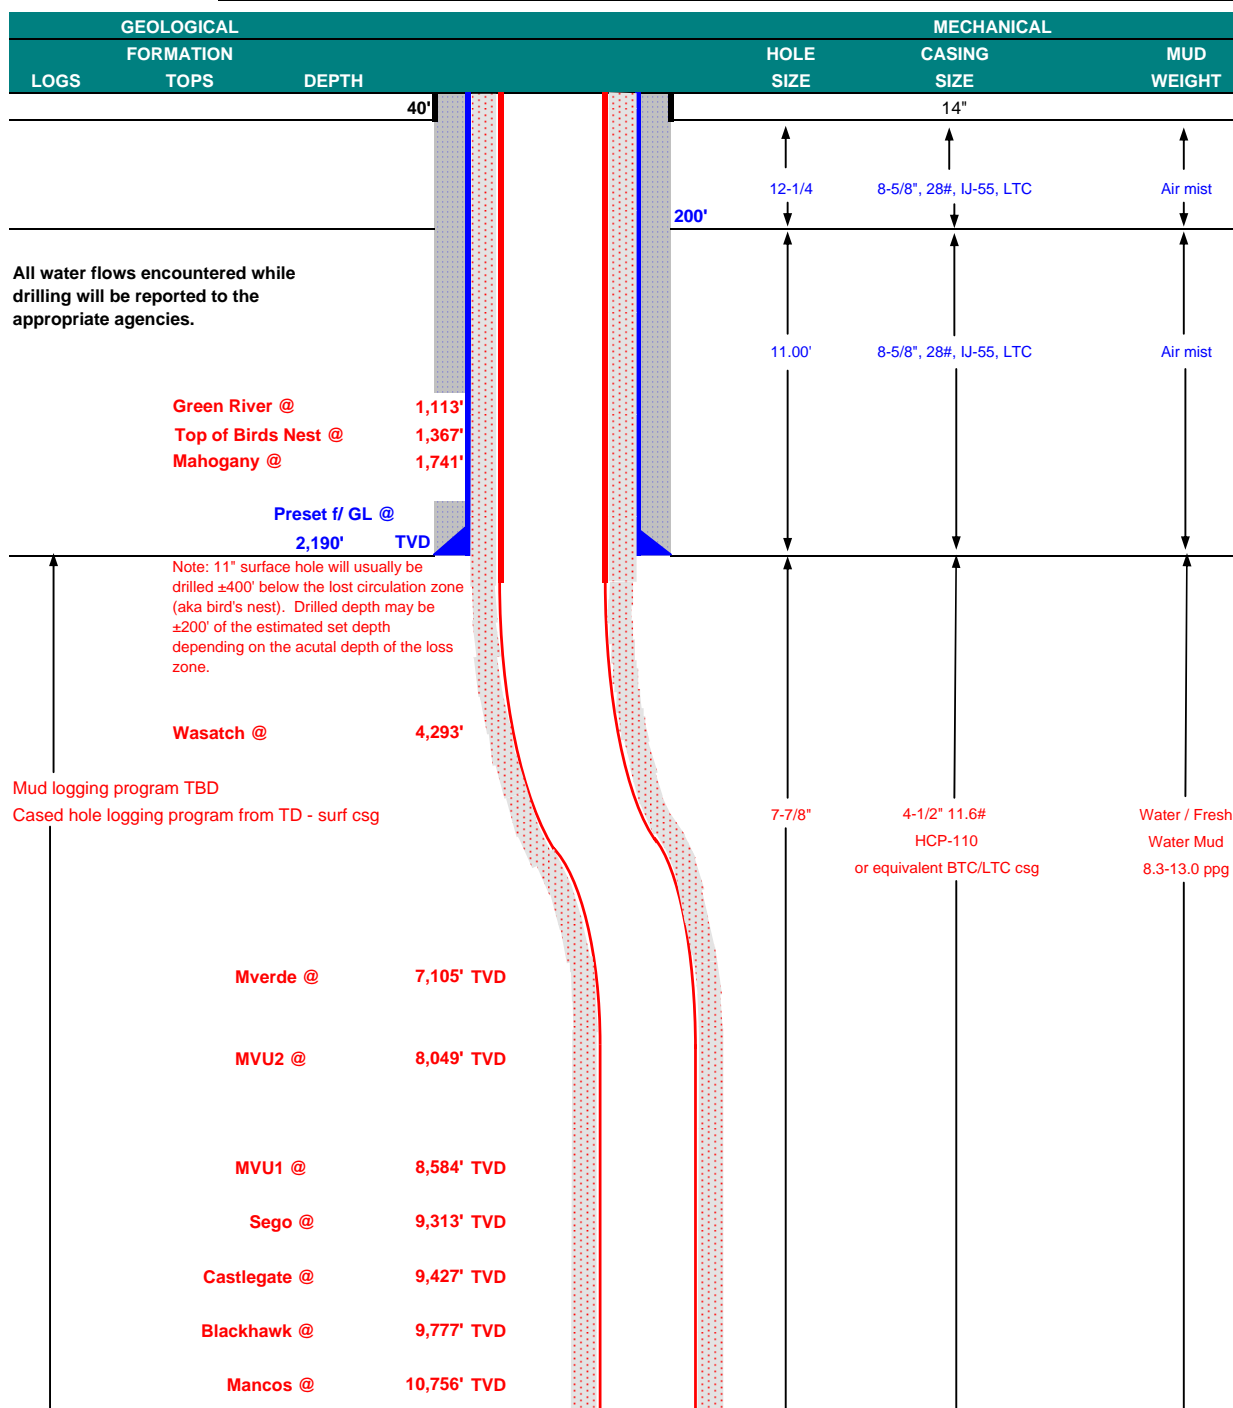 GEOLOGICAL MECHANICAL
FORMATION HOLE CASING MUD
LOGS TOPS DEPTH SIZE SIZE WEIGHT
40' 14"
12-1/4 8-5/8", 28#, IJ-55, LTC Air mist
200'
All water flows encountered while
drilling will be reported to the
appropriate agencies.
11.00' 8-5/8", 28#, IJ-55, LTC Air mist
Green River @ 1,113'
Top of Birds Nest @ 1,367'
Mahogany @ 1,741'
Preset f/ GL @
2,190' TVD
Note: 11" surface hole will usually be
drilled ±400' below the lost circulation zone
(aka bird's nest). Drilled depth may be
±200' of the estimated set depth
depending on the acutal depth of the loss
zone.
Wasatch @ 4,293'
Mud logging program TBD
Cased hole logging program from TD - surf csg
7-7/8" 4-1/2" 11.6# Water / Fresh
HCP-110 Water Mud
or equivalent BTC/LTC csg 8.3-13.0 ppg
Mverde @ 7,105' TVD
MVU2 @ 8,049' TVD
MVU1 @ 8,584' TVD
Sego @ 9,313' TVD
Castlegate @ 9,427' TVD
Blackhawk @ 9,777' TVD
Mancos @ 10,756' TVD